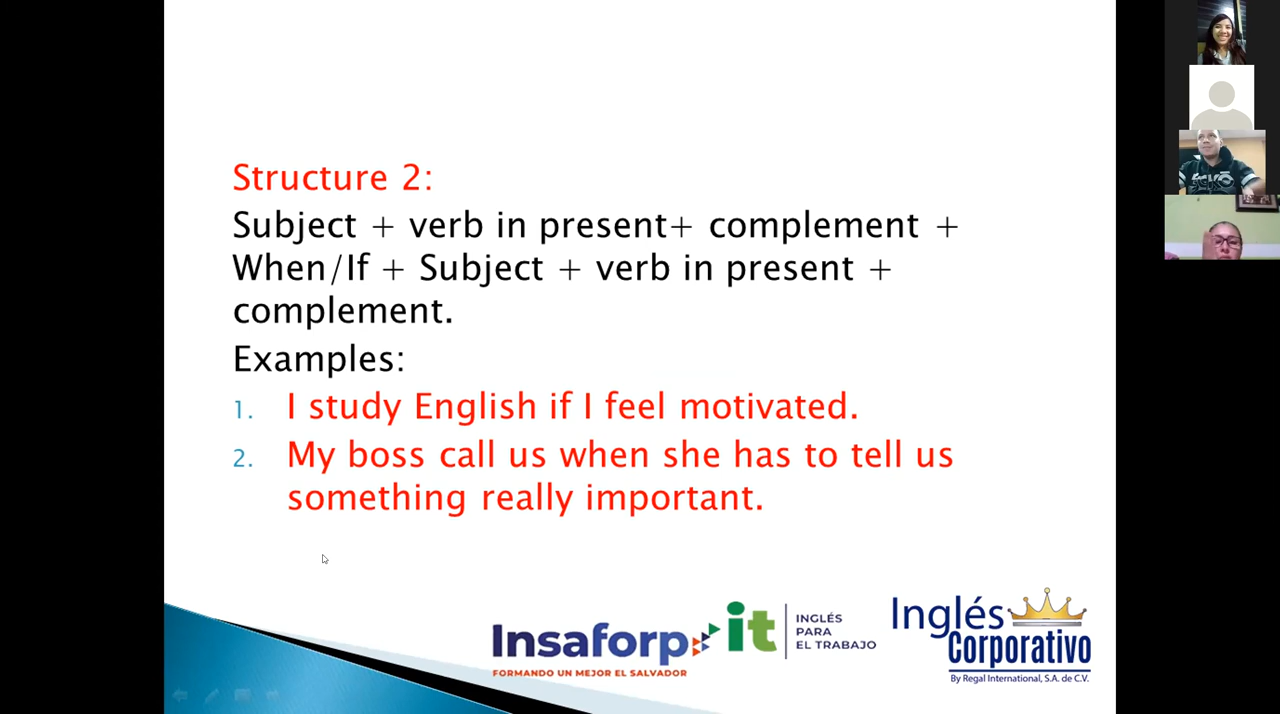 Structure 2:
Subject + verb in present+ complement +
When/If + Subject + verb in present +
complement.
Examples:
1. I study English if I feel motivated.
2. My boss call us when she has to tell us
something really important.
Insaforp
FORMANDO UN MEJOR EL SALVADOR
it
INGLÉS
PARA
EL TRABAJO
Inglés
Corporativo
By Regal International, S.A. de C.V.